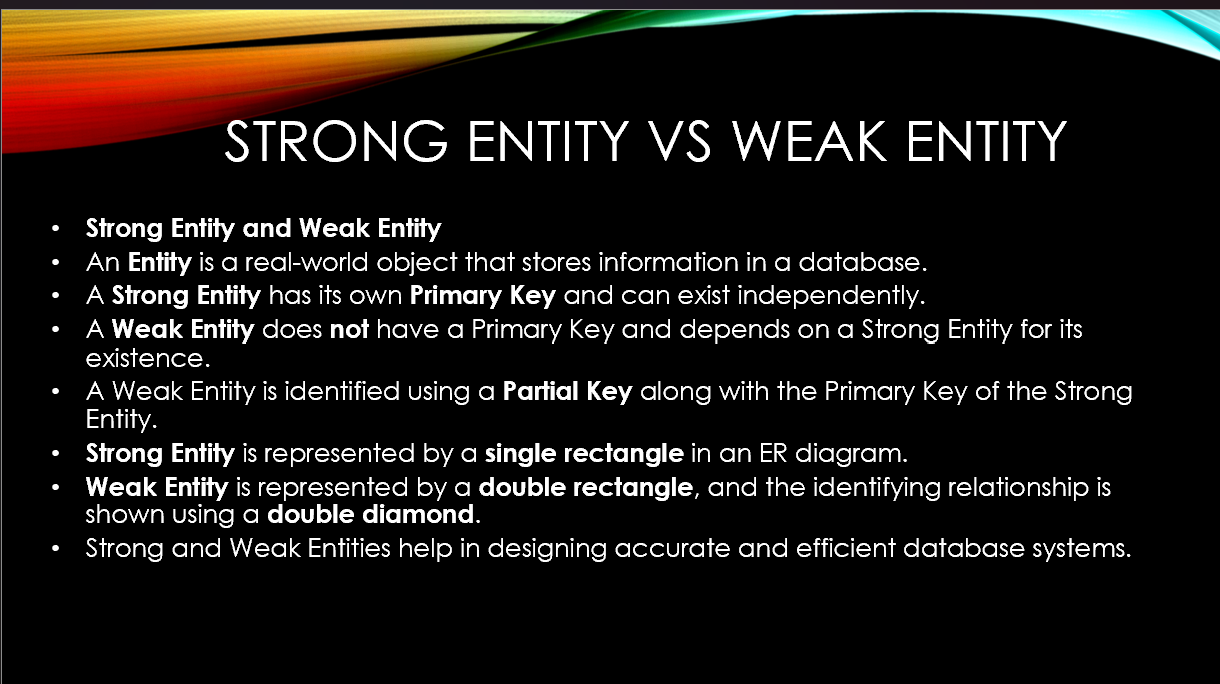 STRONG ENTITY VS WEAK ENTITY
• Strong Entity and Weak Entity
• An Entity is a real-world object that stores information in a database.
• A Strong Entity has its own Primary Key and can exist independently.
• A Weak Entity does not have a Primary Key and depends on a Strong Entity for its
existence.
• A Weak Entity is identified using a Partial Key along with the Primary Key of the Strong
Entity.
• Strong Entity is represented by a single rectangle in an ER diagram.
• Weak Entity is represented by a double rectangle, and the identifying relationship is
shown using a double diamond.
• Strong and Weak Entities help in designing accurate and efficient database systems.